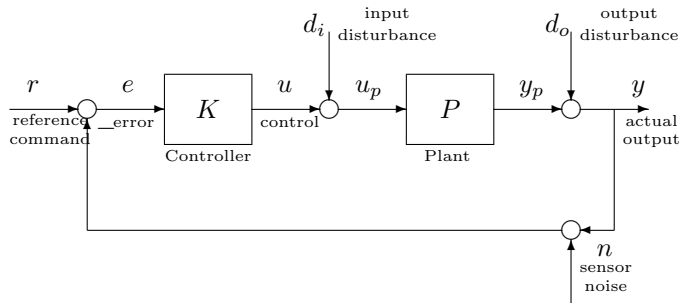 input
disturbance
output
disturbance
d_i
d_o
r
e
K
u
u_p
P
y_p
y
reference
command
_ error
control
actual
output
Controller
Plant
n
sensor
noise